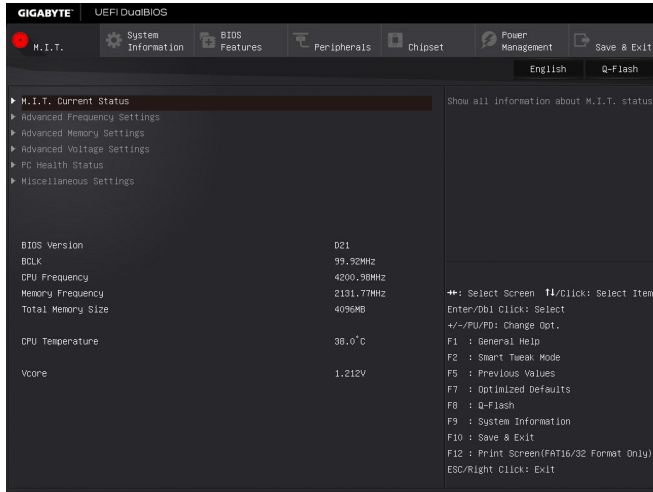 GIGABYTE™ UEFI DualBIOS
M.I.T.
System Information
BIOS Features
Peripherals
Chipset
Power Management
Save & Exit
English Q-Flash
M.I.T. Current Status
Advanced Frequency Settings
Advanced Memory Settings
Advanced Voltage Settings
PC Health Status
Miscellaneous Settings
Show all information about M.I.T. status
BIOS Version D21
BCLK 99.92MHz
CPU Frequency 4200.98MHz
Memory Frequency 2131.77MHz
Total Memory Size 4096MB
CPU Temperature 38.0°C
Vcore 1.212V
→←: Select Screen ↑↓/Click: Select Item
Enter/Dbl Click: Select
+/-/PU/PD: Change Opt.
F1 : General Help
F2 : Smart Tweak Mode
F5 : Previous Values
F7 : Optimized Defaults
F8 : Q-Flash
F9 : System Information
F10 : Save & Exit
F12 : Print Screen(FAT16/32 Format Only)
ESC/Right Click: Exit